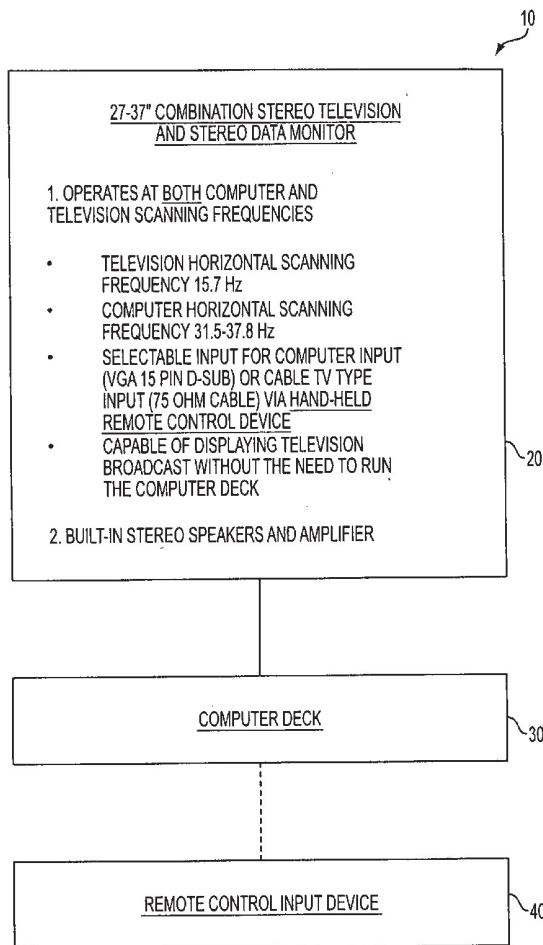 10
27-37" COMBINATION STEREO TELEVISION
AND STEREO DATA MONITOR
1. OPERATES AT BOTH COMPUTER AND
TELEVISION SCANNING FREQUENCIES
• TELEVISION HORIZONTAL SCANNING
FREQUENCY 15.7 Hz
• COMPUTER HORIZONTAL SCANNING
FREQUENCY 31.5-37.8 Hz
• SELECTABLE INPUT FOR COMPUTER INPUT
(VGA 15 PIN D-SUB) OR CABLE TV TYPE
INPUT (75 OHM CABLE) VIA HAND-HELD
REMOTE CONTROL DEVICE
• CAPABLE OF DISPLAYING TELEVISION
BROADCAST WITHOUT THE NEED TO RUN
THE COMPUTER DECK
20
2. BUILT-IN STEREO SPEAKERS AND AMPLIFIER
COMPUTER DECK
30
REMOTE CONTROL INPUT DEVICE
40